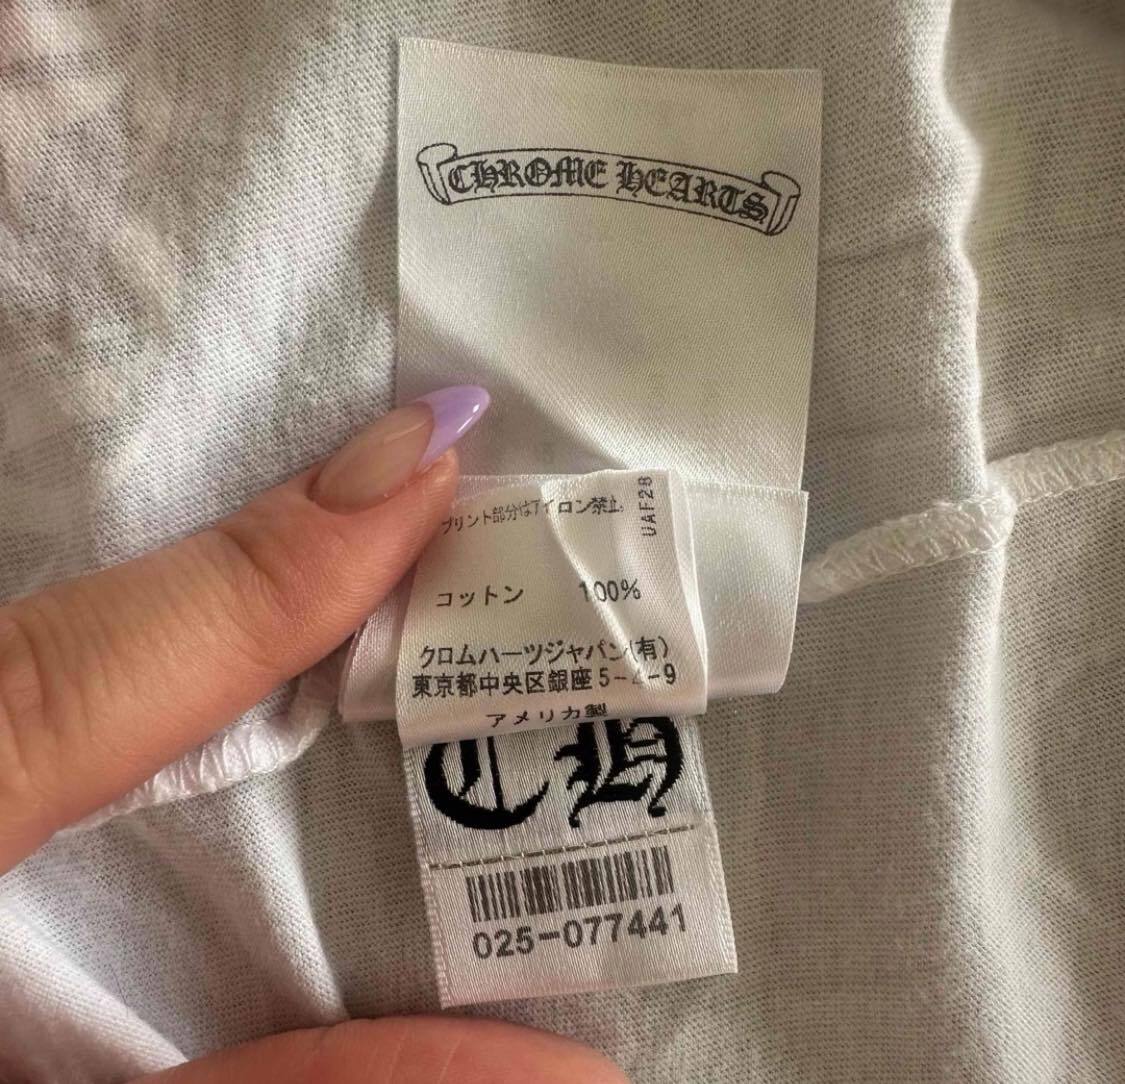 CHROME HEARTS
プリント部分はアイロン禁止。
UAF28
コットン 100%
クロムハーツジャパン(有)
東京都中央区銀座5-2-9
アメリカ製
CH
025-077441